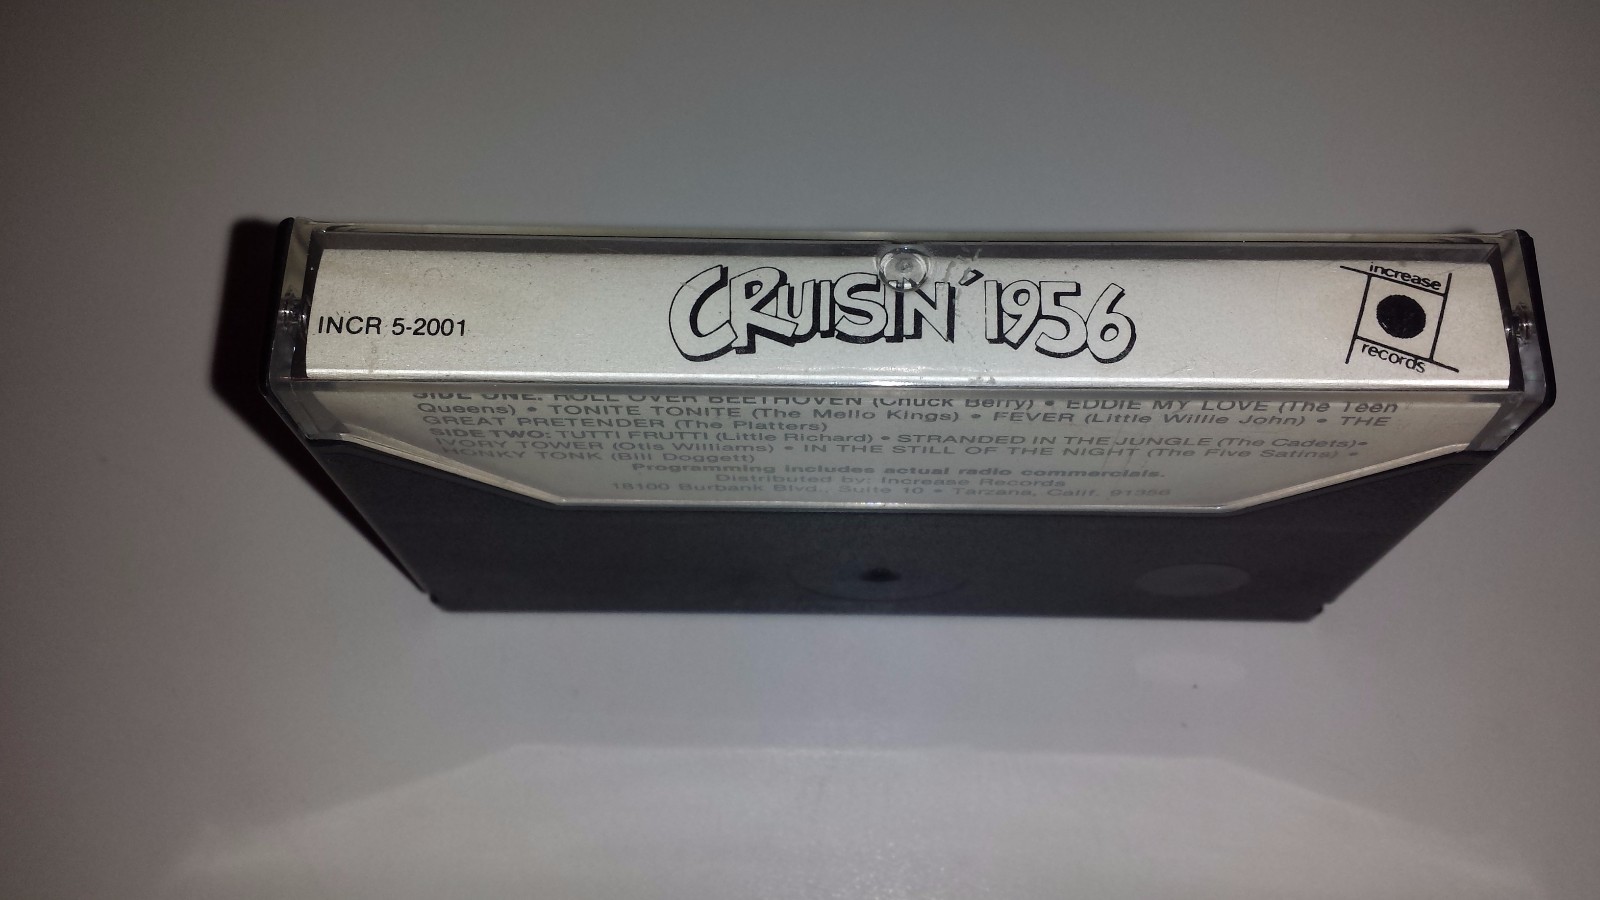 INCR 5-2001
CRUISIN' 1956
increase
records
SIDE ONE: ROLL OVER BEETHOVEN (Chuck Berry) • EDDIE MY LOVE (The Teen
Queens) • TONITE TONITE (The Mello Kings) • FEVER (Little Willie John) • THE
GREAT PRETENDER (The Platters)
SIDE TWO: TUTTI FRUTTI (Little Richard) • STRANDED IN THE JUNGLE (The Cadets) •
IVORY TOWER (Otis Williams) • IN THE STILL OF THE NIGHT (The Five Satins) •
HONKY TONK (Bill Doggett)
Programming includes actual radio commercials.
Distributed by: Increase Records
18100 Burbank Blvd., Suite 10 • Tarzana, Calif. 91356